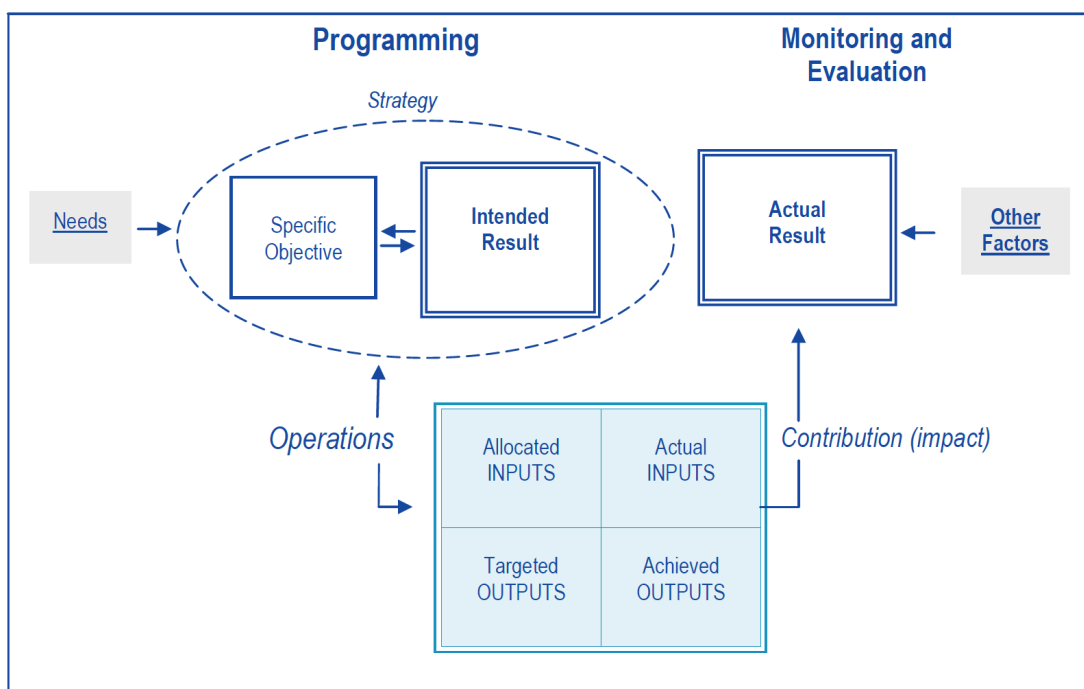 Programming
Monitoring and
Evaluation
Strategy
Needs
Specific
Objective
Intended
Result
Actual
Result
Other
Factors
Operations
Contribution (impact)
Allocated
INPUTS
Actual
INPUTS
Targeted
OUTPUTS
Achieved
OUTPUTS